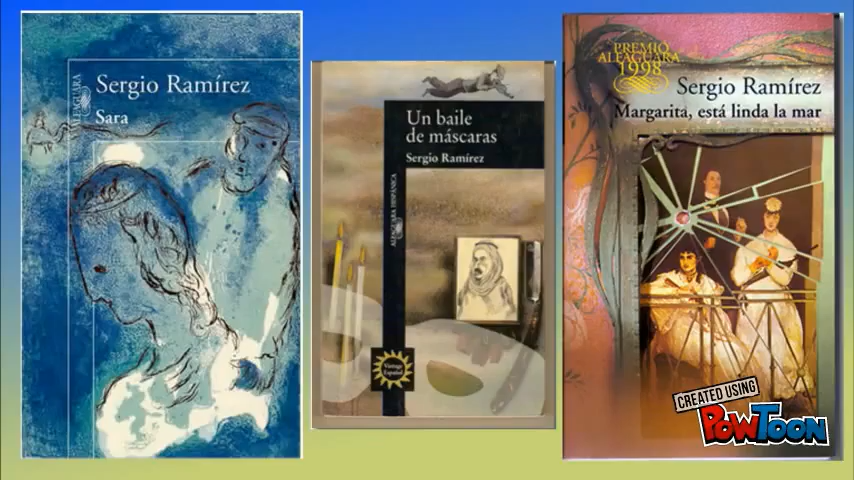 ALFAGUARA
Sergio Ramírez
Sara
Un baile
de máscaras
Sergio Ramírez
ALFAGUARA HISPANICA
Vintage
Español
PREMIO
ALFAGUARA
1998
Sergio Ramírez
Margarita, está linda la mar
CREATED USING
POWTOON